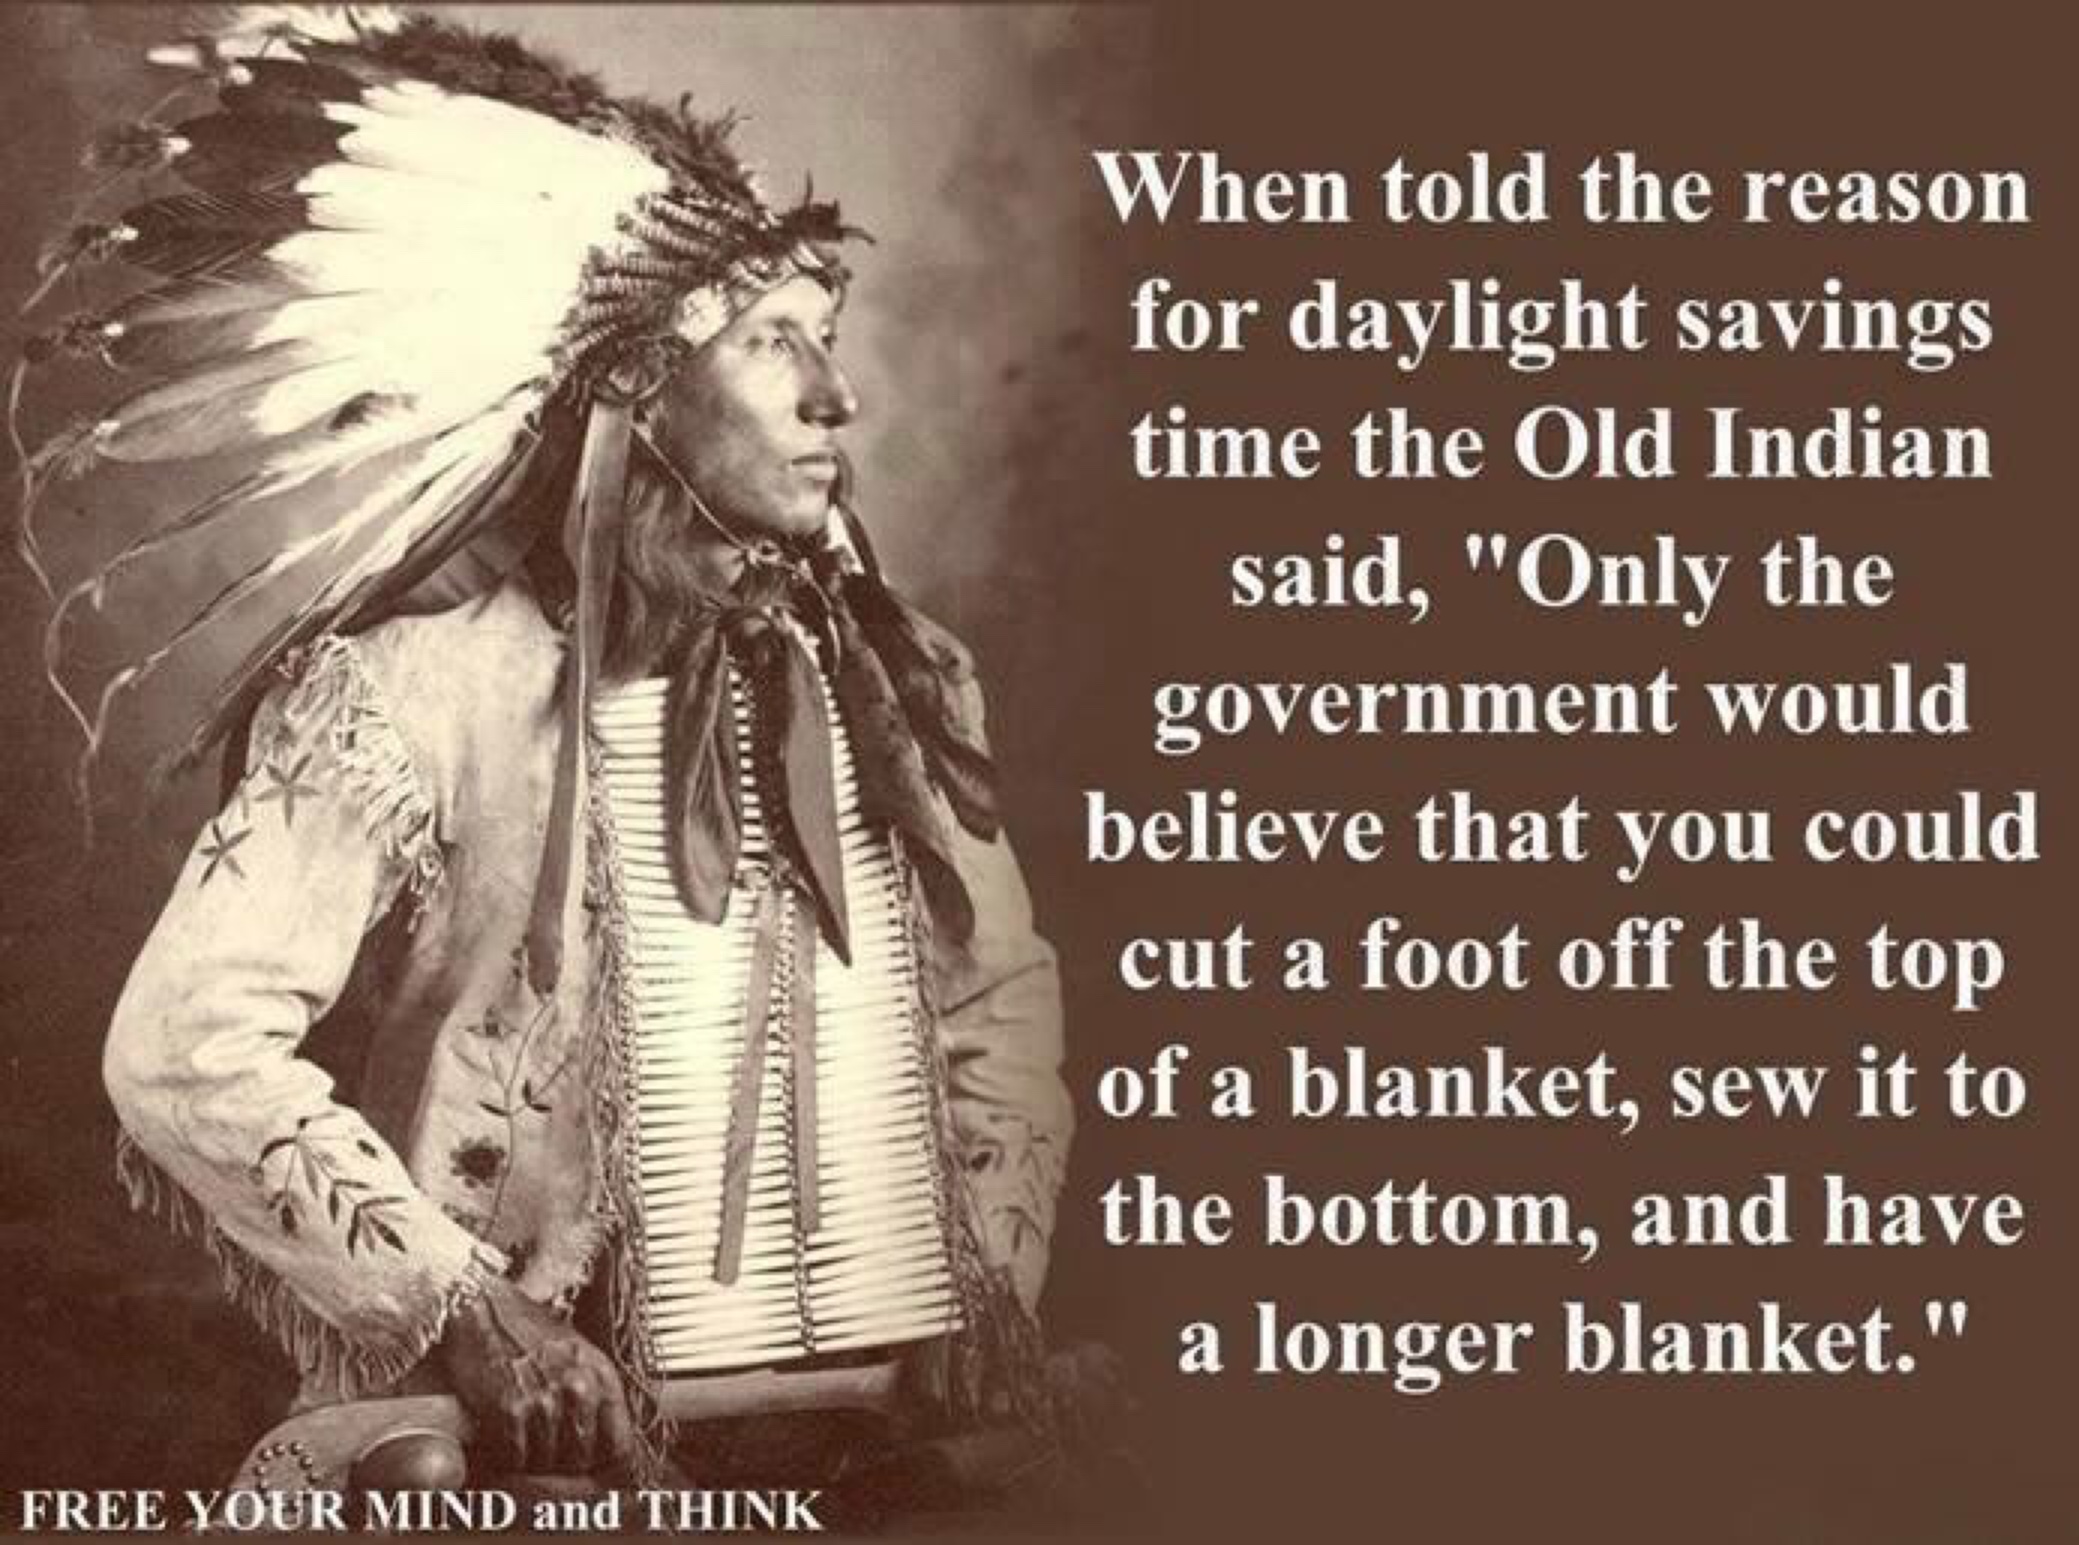 When told the reason
for daylight savings
time the Old Indian
said, "Only the
government would
believe that you could
cut a foot off the top
of a blanket, sew it to
the bottom, and have
a longer blanket."
FREE YOUR MIND and THINK